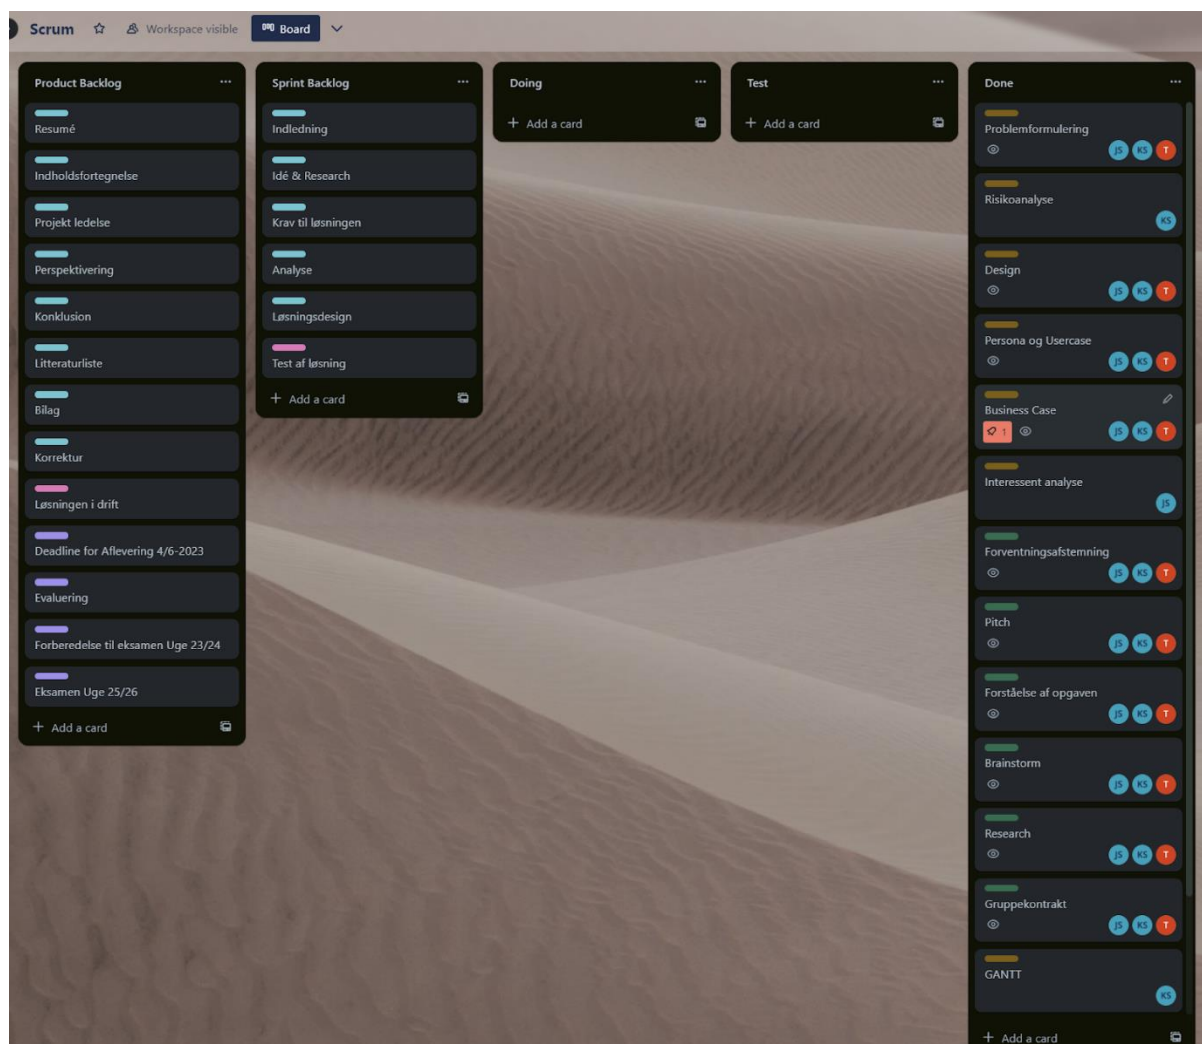 Scrum
Workspace visible
Board
Product Backlog
Resumé
Indholdsfortegnelse
Projekt ledelse
Perspektivering
Konklusion
Litteraturliste
Bilag
Korrektur
Løsningen i drift
Deadline for Aflevering 4/6-2023
Evaluering
Forberedelse til eksamen Uge 23/24
Eksamen Uge 25/26
+ Add a card
Sprint Backlog
Indledning
Idé & Research
Krav til løsningen
Analyse
Løsningsdesign
Test af løsning
+ Add a card
Doing
+ Add a card
Test
+ Add a card
Done
Problemformulering
JS KS T
Risikoanalyse
KS
Design
JS KS T
Persona og Usercase
JS KS T
Business Case
1 JS KS T
Interessent analyse
JS
Forventningsafstemning
JS KS T
Pitch
JS KS T
Forståelse af opgaven
JS KS T
Brainstorm
JS KS T
Research
JS KS T
Gruppekontrakt
JS KS T
GANTT
KS
+ Add a card